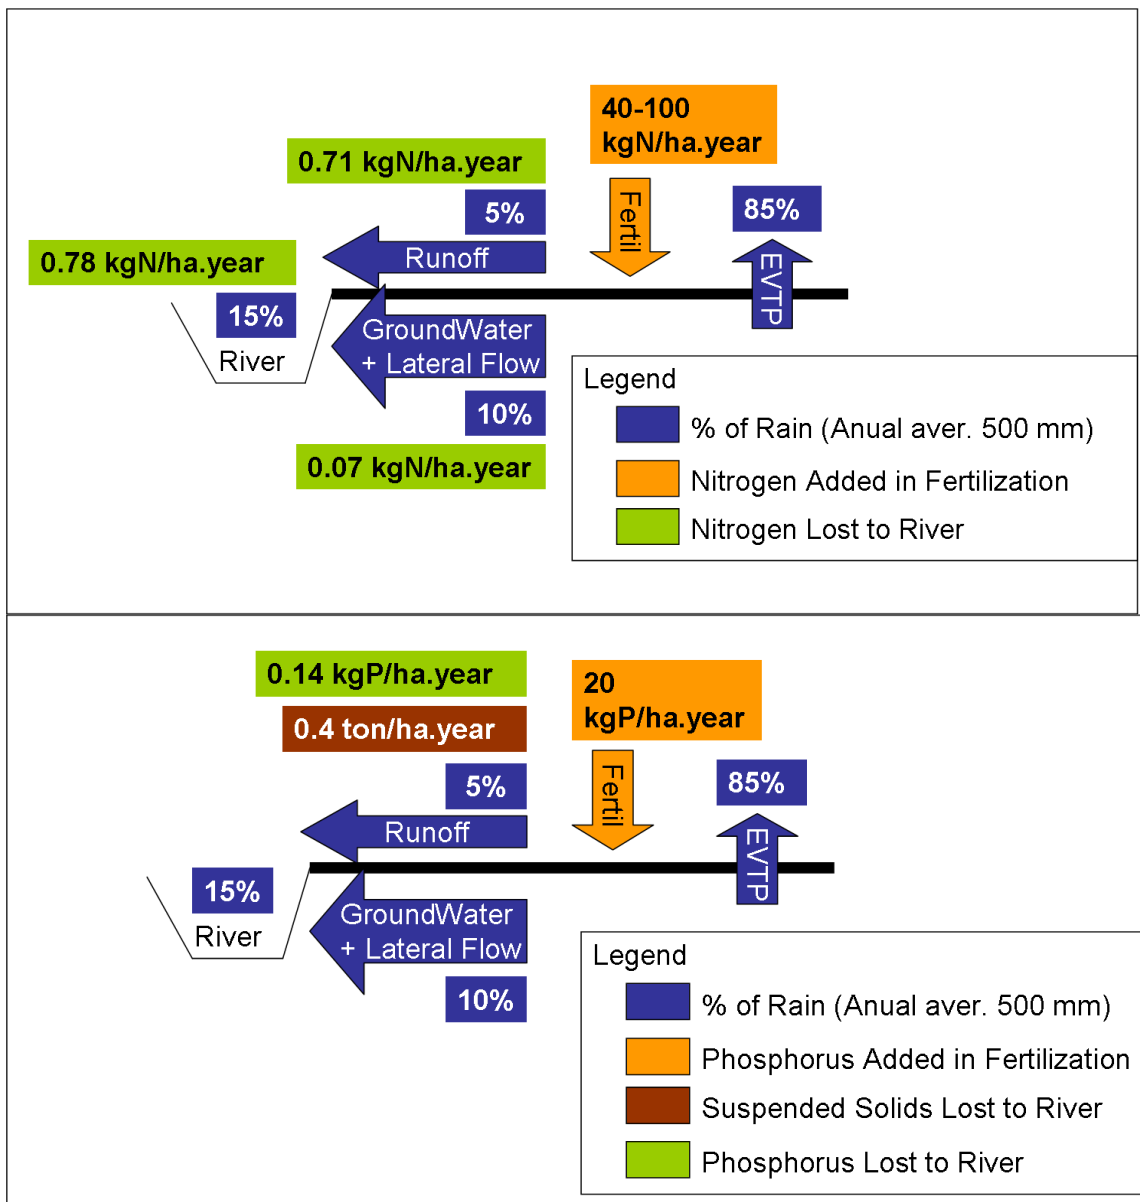 40-100
kgN/ha.year
0.71 kgN/ha.year
5%
Fertil
85%
Runoff
EVTP
0.78 kgN/ha.year
15%
River
GroundWater
+ Lateral Flow
10%
0.07 kgN/ha.year
Legend
% of Rain (Anual aver. 500 mm)
Nitrogen Added in Fertilization
Nitrogen Lost to River
0.14 kgP/ha.year
0.4 ton/ha.year
20
kgP/ha.year
5%
Fertil
85%
Runoff
EVTP
15%
River
GroundWater
+ Lateral Flow
10%
Legend
% of Rain (Anual aver. 500 mm)
Phosphorus Added in Fertilization
Suspended Solids Lost to River
Phosphorus Lost to River